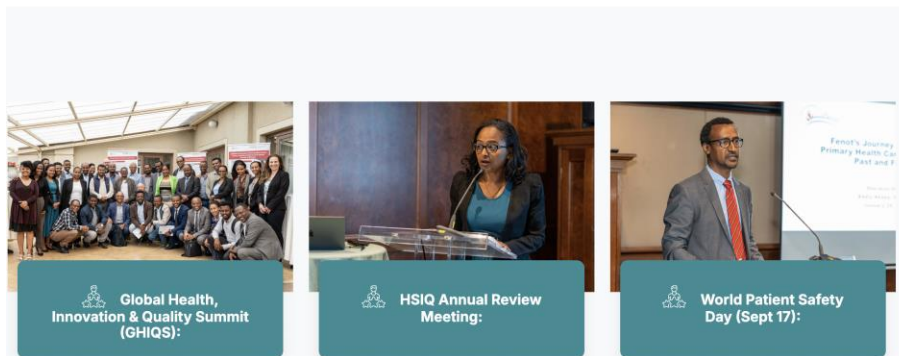 Fenot's Journey
Primary Health Car
Past and F
Global Health,
Innovation & Quality Summit
(GHIQS):
HSIQ Annual Review
Meeting:
World Patient Safety
Day (Sept 17):